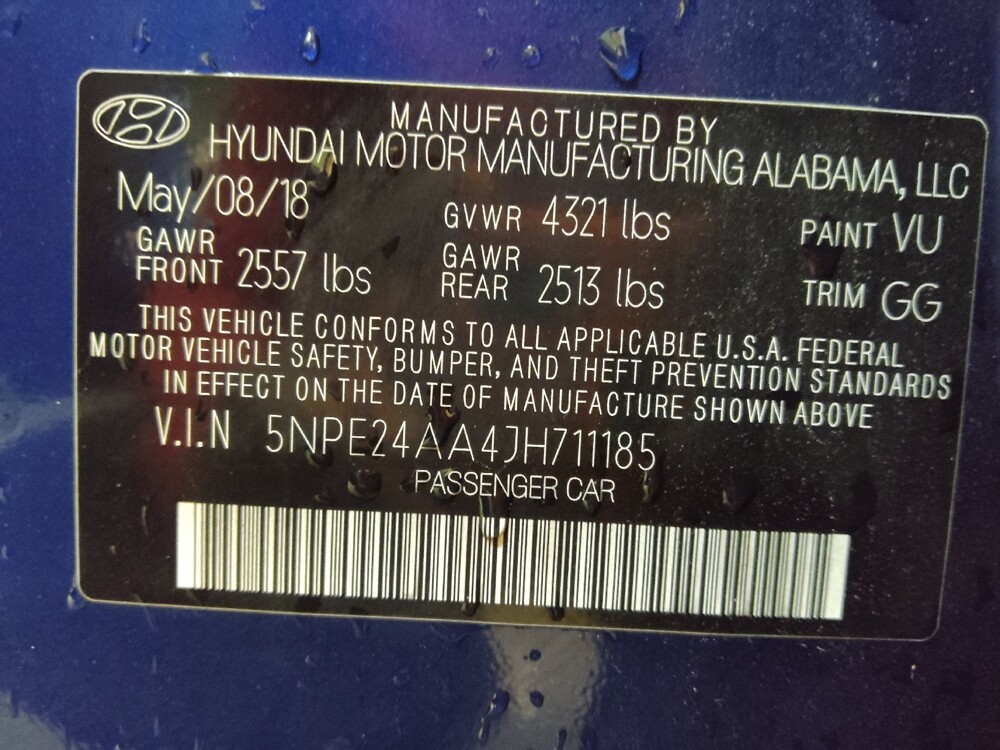 MANUFACTURED BY
HYUNDAI MOTOR MANUFACTURING ALABAMA, LLC
May/08/18 GVWR 4321 lbs PAINT VU
GAWR FRONT 2557 lbs GAWR REAR 2513 lbs TRIM GG
THIS VEHICLE CONFORMS TO ALL APPLICABLE U.S.A. FEDERAL
MOTOR VEHICLE SAFETY, BUMPER, AND THEFT PREVENTION STANDARDS
IN EFFECT ON THE DATE OF MANUFACTURE SHOWN ABOVE
V.I.N 5NPE24AA4JH711185
PASSENGER CAR